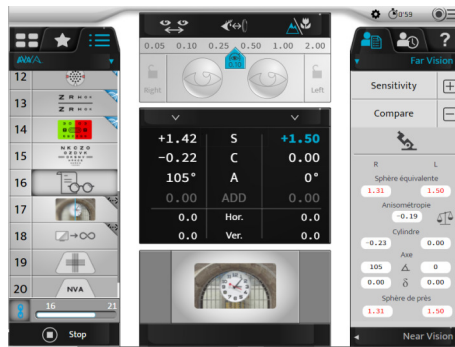 0:59
0.05 0.10 0.25 0.50 1.00 2.00
0.10
Right
Left
12
13
Z R H O V
14
15
N K C Z O
16
17
18
∞
19
20 NVA
16 21
Stop
+1.42 S +1.50
-0.22 C 0.00
105° A 0°
0.00 ADD 0.00
0.0 Hor. 0.0
0.0 Ver. 0.0
?
Far Vision
Sensitivity
Compare
R L
Sphère équivalente
1.31 1.50
Anisométropie
-0.19
Cylindre
-0.23 0.00
Axe
105 0
0.00 0.00
Sphère de près
1.31 1.50
Near Vision